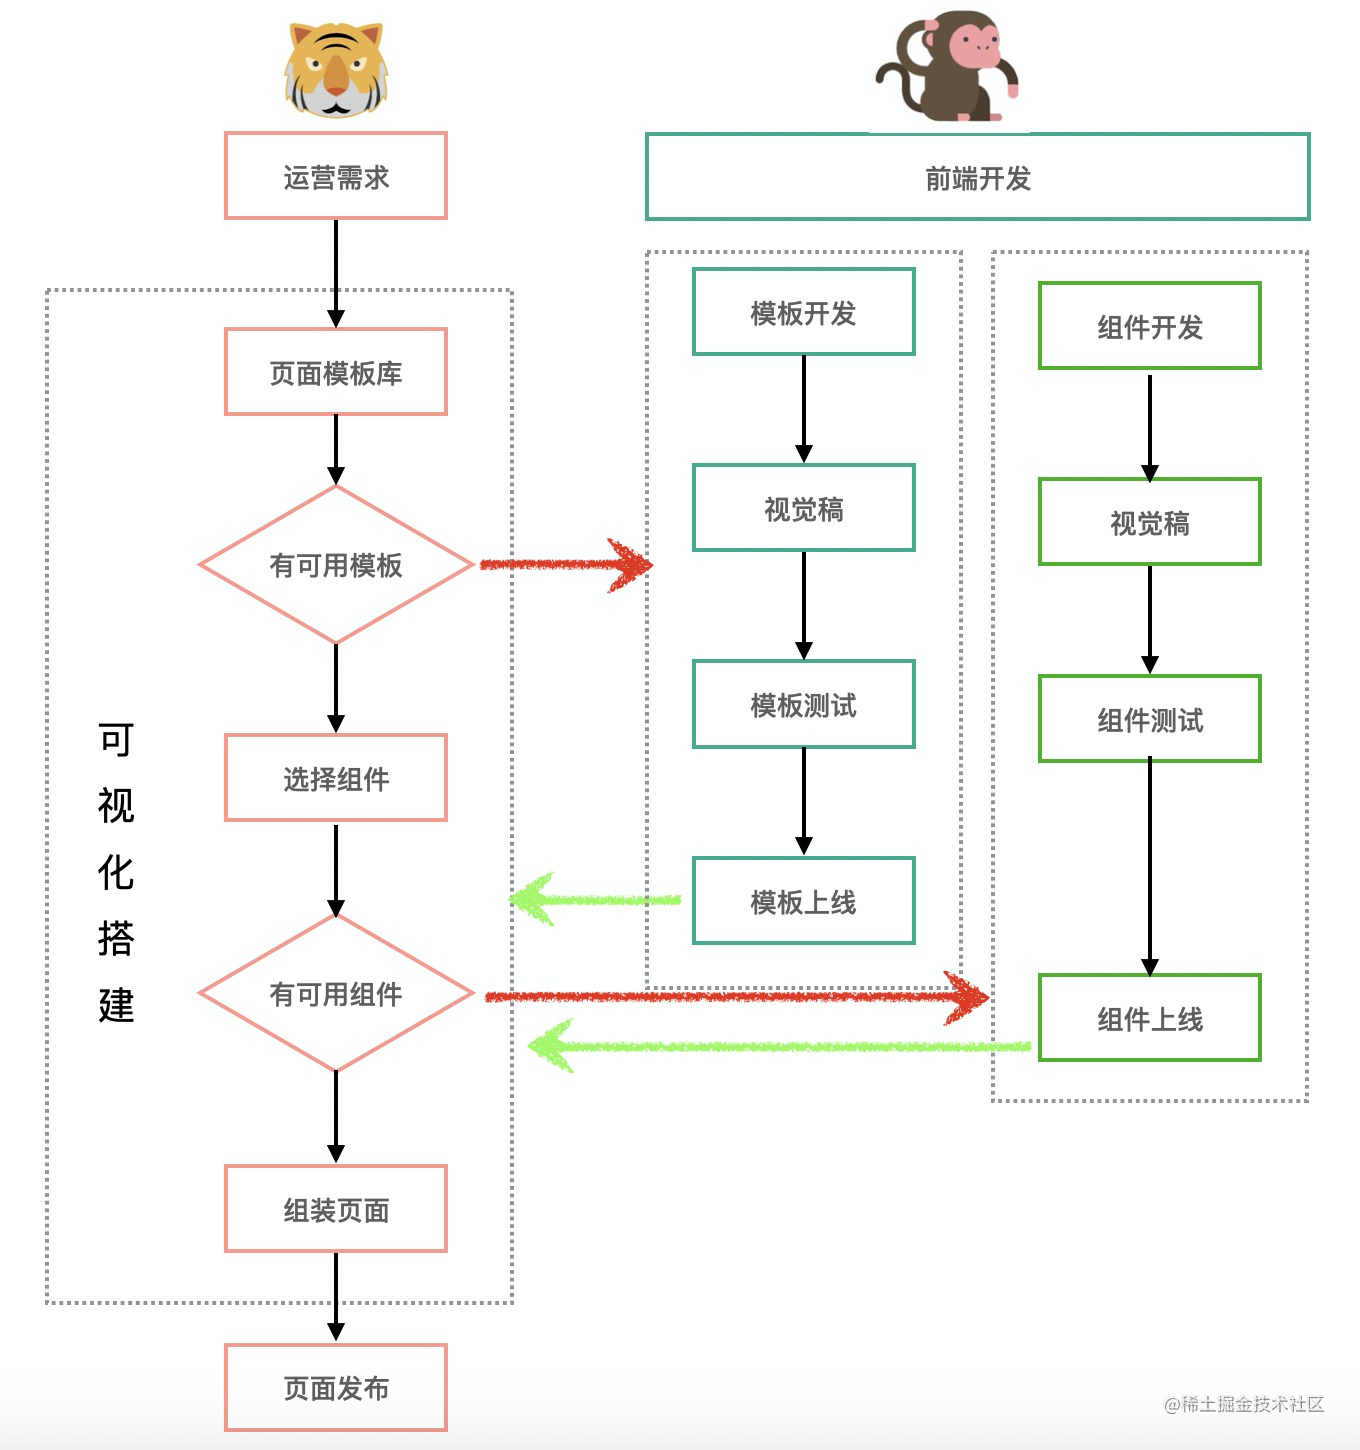 运营需求
前端开发
页面模板库
有可用模板
选择组件
有可用组件
组装页面
页面发布
可
视
化
搭
建
模板开发
视觉稿
模板测试
模板上线
组件开发
视觉稿
组件测试
组件上线
@稀土掘金技术社区